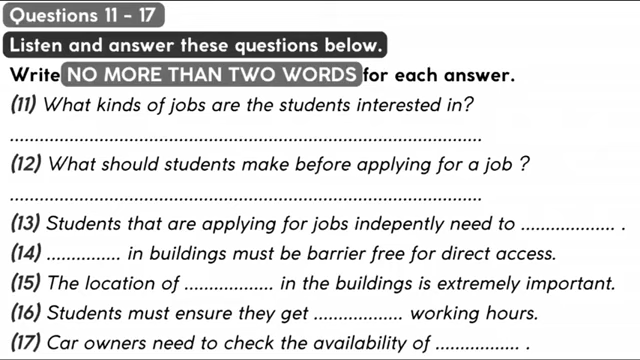 Questions 11 - 17
Listen and answer these questions below.
Write NO MORE THAN TWO WORDS for each answer.
(11) What kinds of jobs are the students interested in?
................................................................................................
(12) What should students make before applying for a job ?
................................................................................................
(13) Students that are applying for jobs indepently need to ................... .
(14) ............... in buildings must be barrier free for direct access.
(15) The location of .................. in the buildings is extremely important.
(16) Students must ensure they get .................. working hours.
(17) Car owners need to check the availability of ................. .